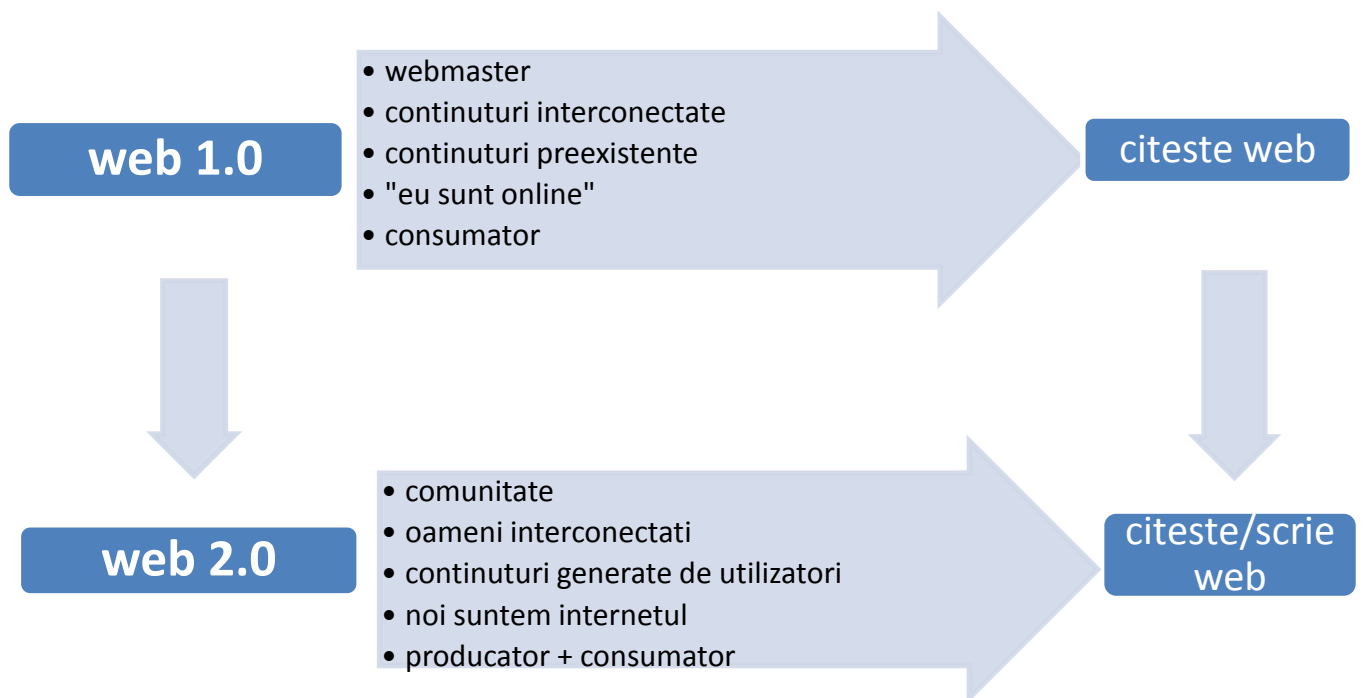 web 1.0
• webmaster
• continuturi interconectate
• continuturi preexistente
• "eu sunt online"
• consumator
citeste web
web 2.0
• comunitate
• oameni interconectati
• continuturi generate de utilizatori
• noi suntem internetul
• producator + consumator
citeste/scrie
web